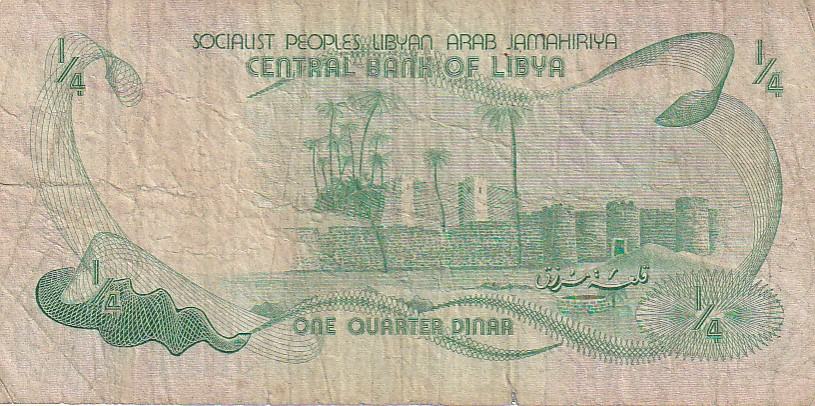 1/4
SOCIALIST PEOPLES LIBYAN ARAB JAMAHIRIYA
1/4
CENTRAL BANK OF LIBYA
قلعة مرزق
1/4
1/4
ONE QUARTER DINAR